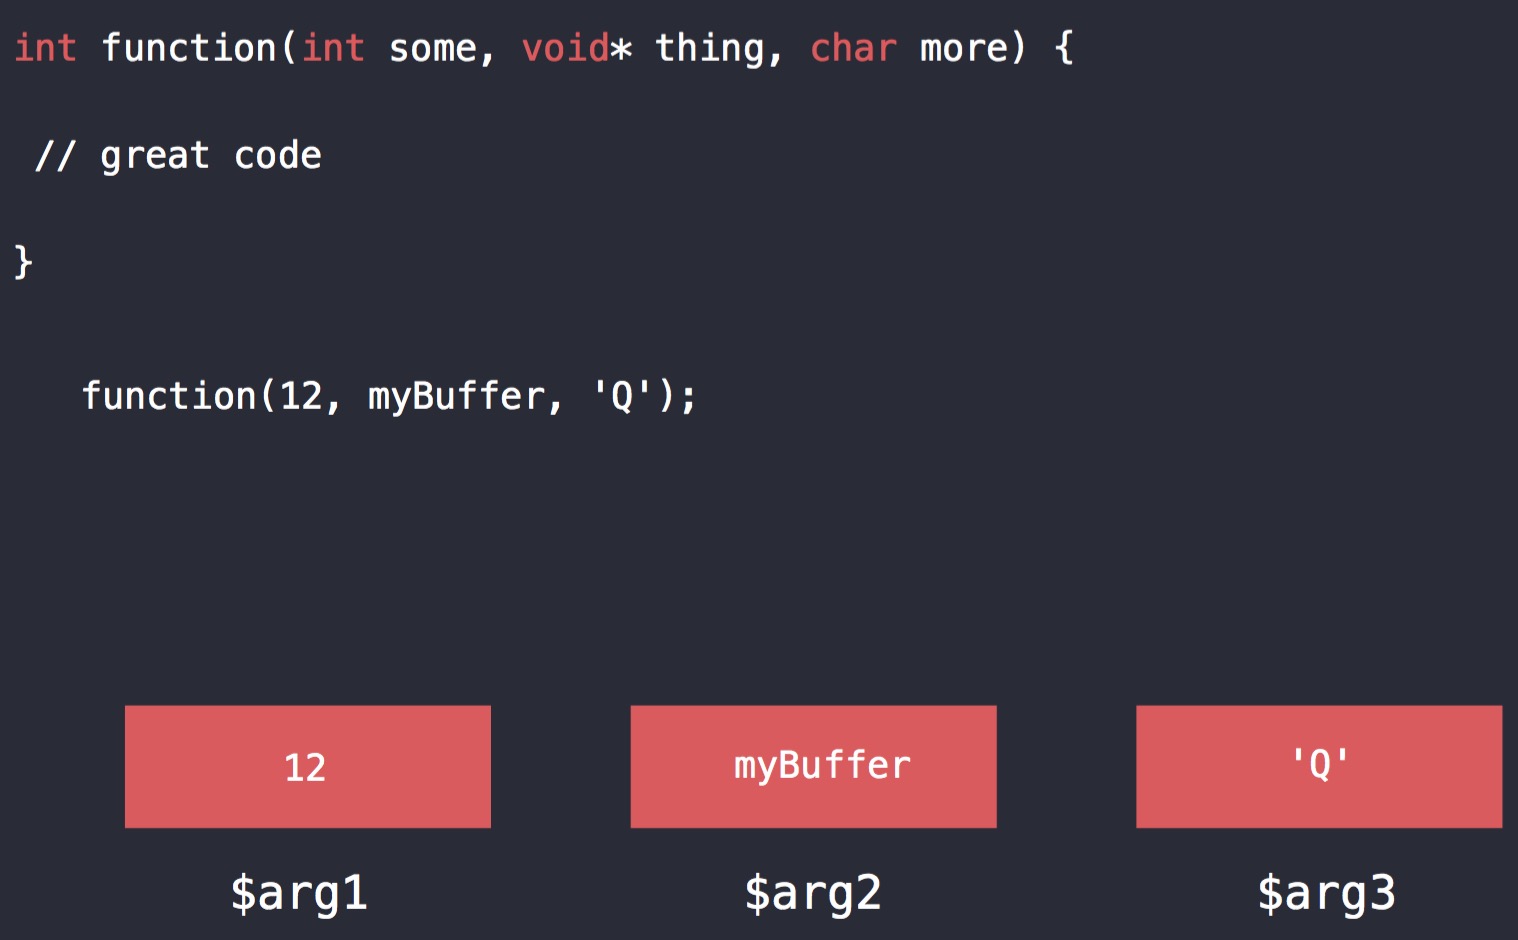 int function(int some, void* thing, char more) {
// great code
}
function(12, myBuffer, 'Q');
12 myBuffer 'Q'
$arg1 $arg2 $arg3